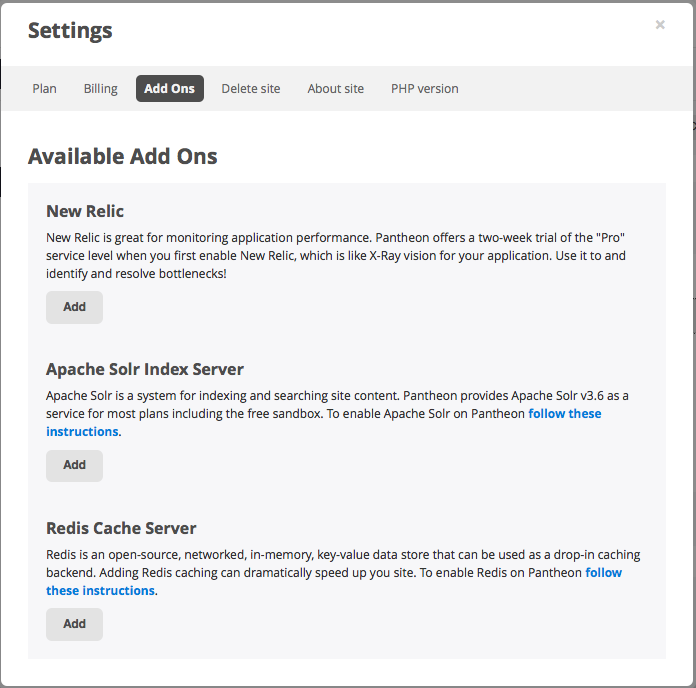 Settings
×
Plan
Billing
Add Ons
Delete site
About site
PHP version
Available Add Ons
New Relic
New Relic is great for monitoring application performance. Pantheon offers a two-week trial of the "Pro"
service level when you first enable New Relic, which is like X-Ray vision for your application. Use it to and
identify and resolve bottlenecks!
Add
Apache Solr Index Server
Apache Solr is a system for indexing and searching site content. Pantheon provides Apache Solr v3.6 as a
service for most plans including the free sandbox. To enable Apache Solr on Pantheon follow these
instructions.
Add
Redis Cache Server
Redis is an open-source, networked, in-memory, key-value data store that can be used as a drop-in caching
backend. Adding Redis caching can dramatically speed up you site. To enable Redis on Pantheon follow
these instructions.
Add